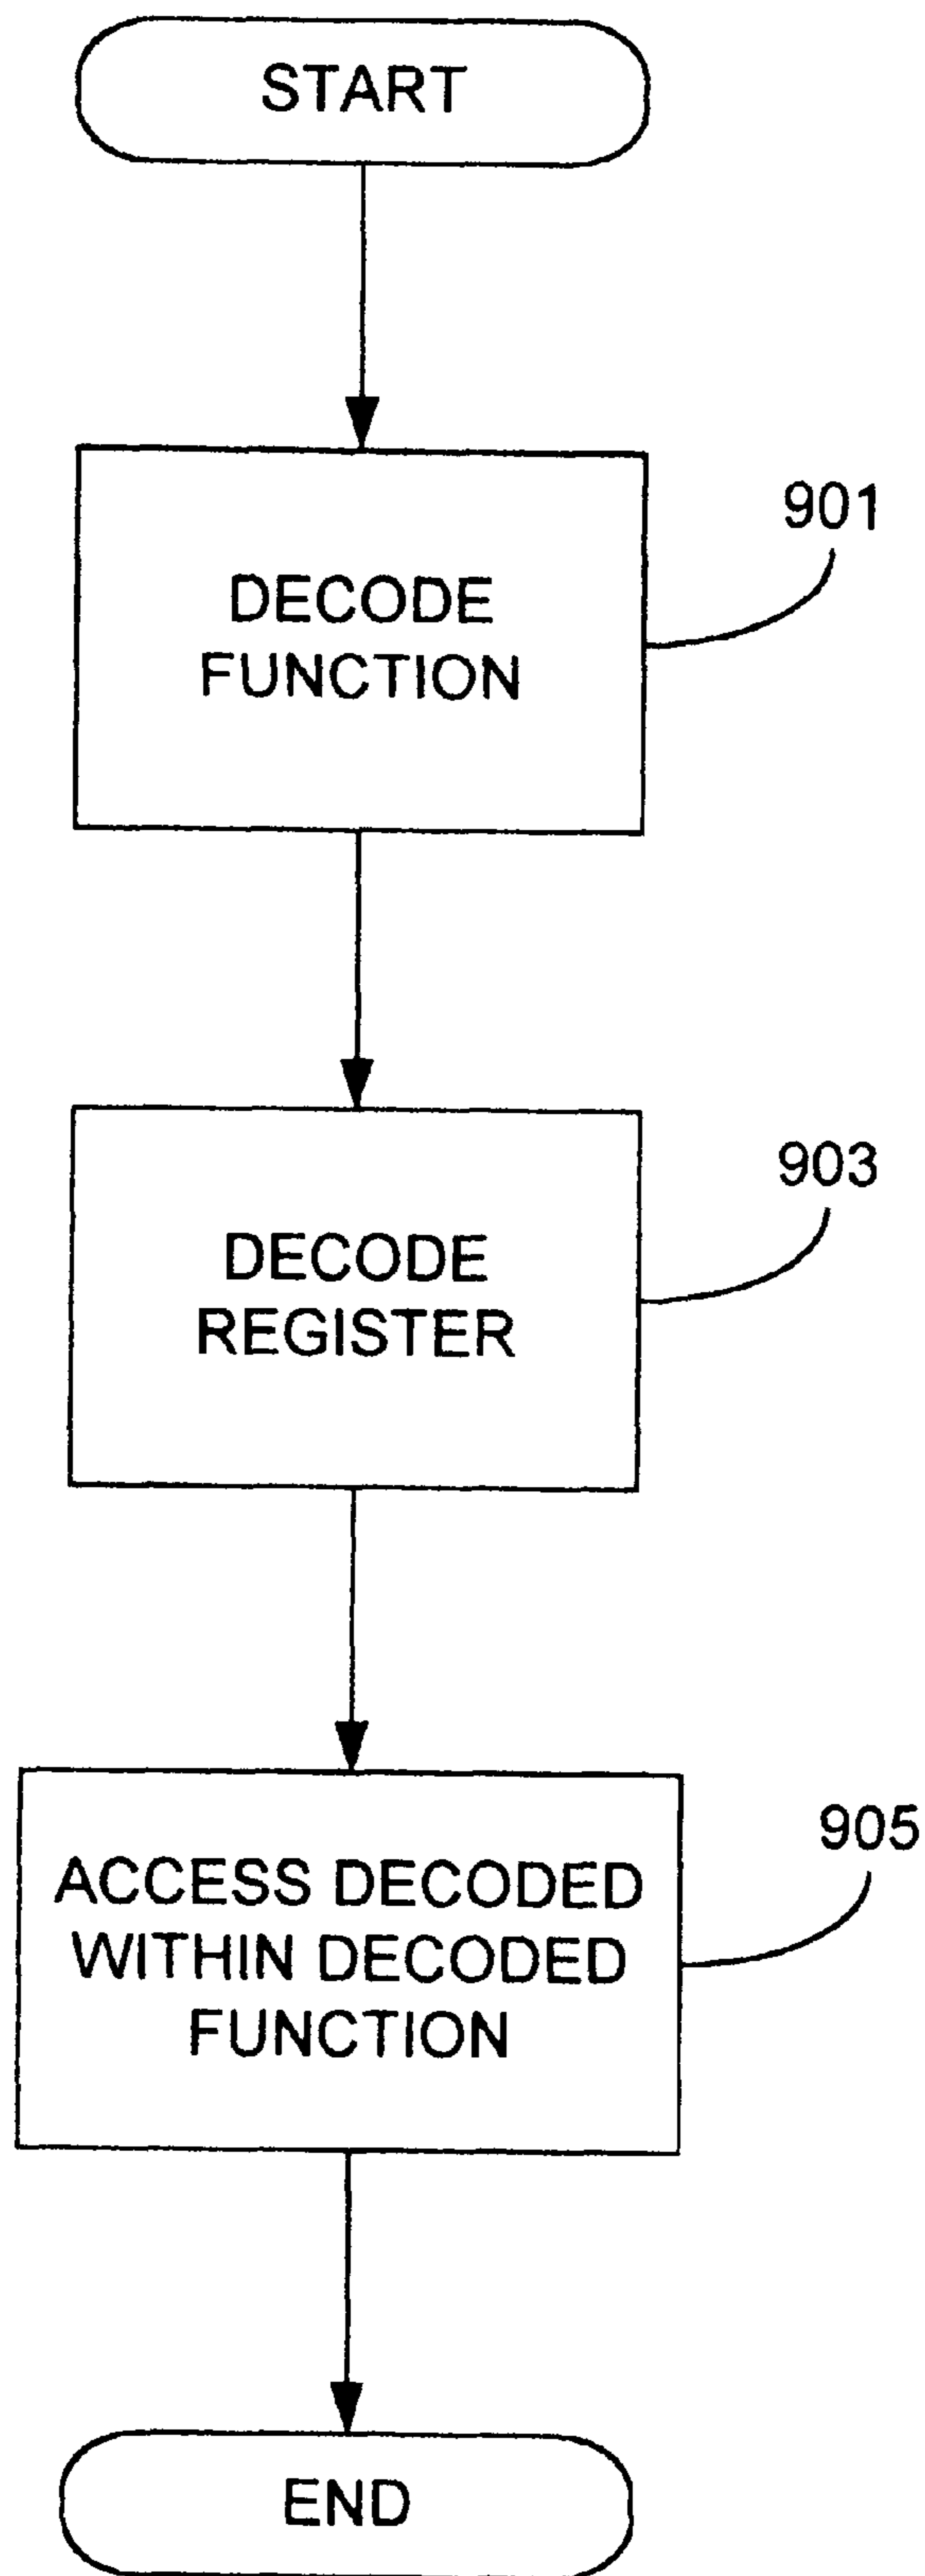 START
DECODE
FUNCTION
901
DECODE
REGISTER
903
ACCESS DECODED
WITHIN DECODED
FUNCTION
905
END